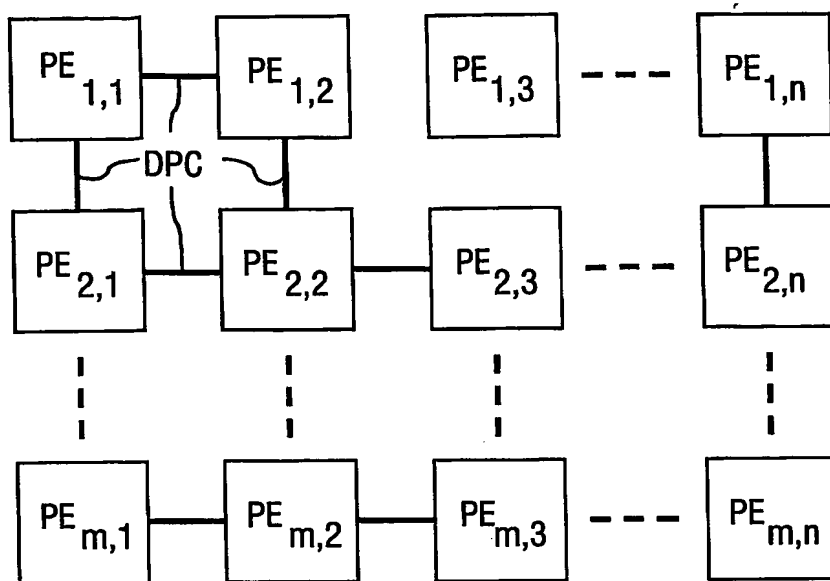 PE1,1 PE1,2 PE1,3 PE1,n
DPC
PE2,1 PE2,2 PE2,3 PE2,n
PEm,1 PEm,2 PEm,3 PEm,n